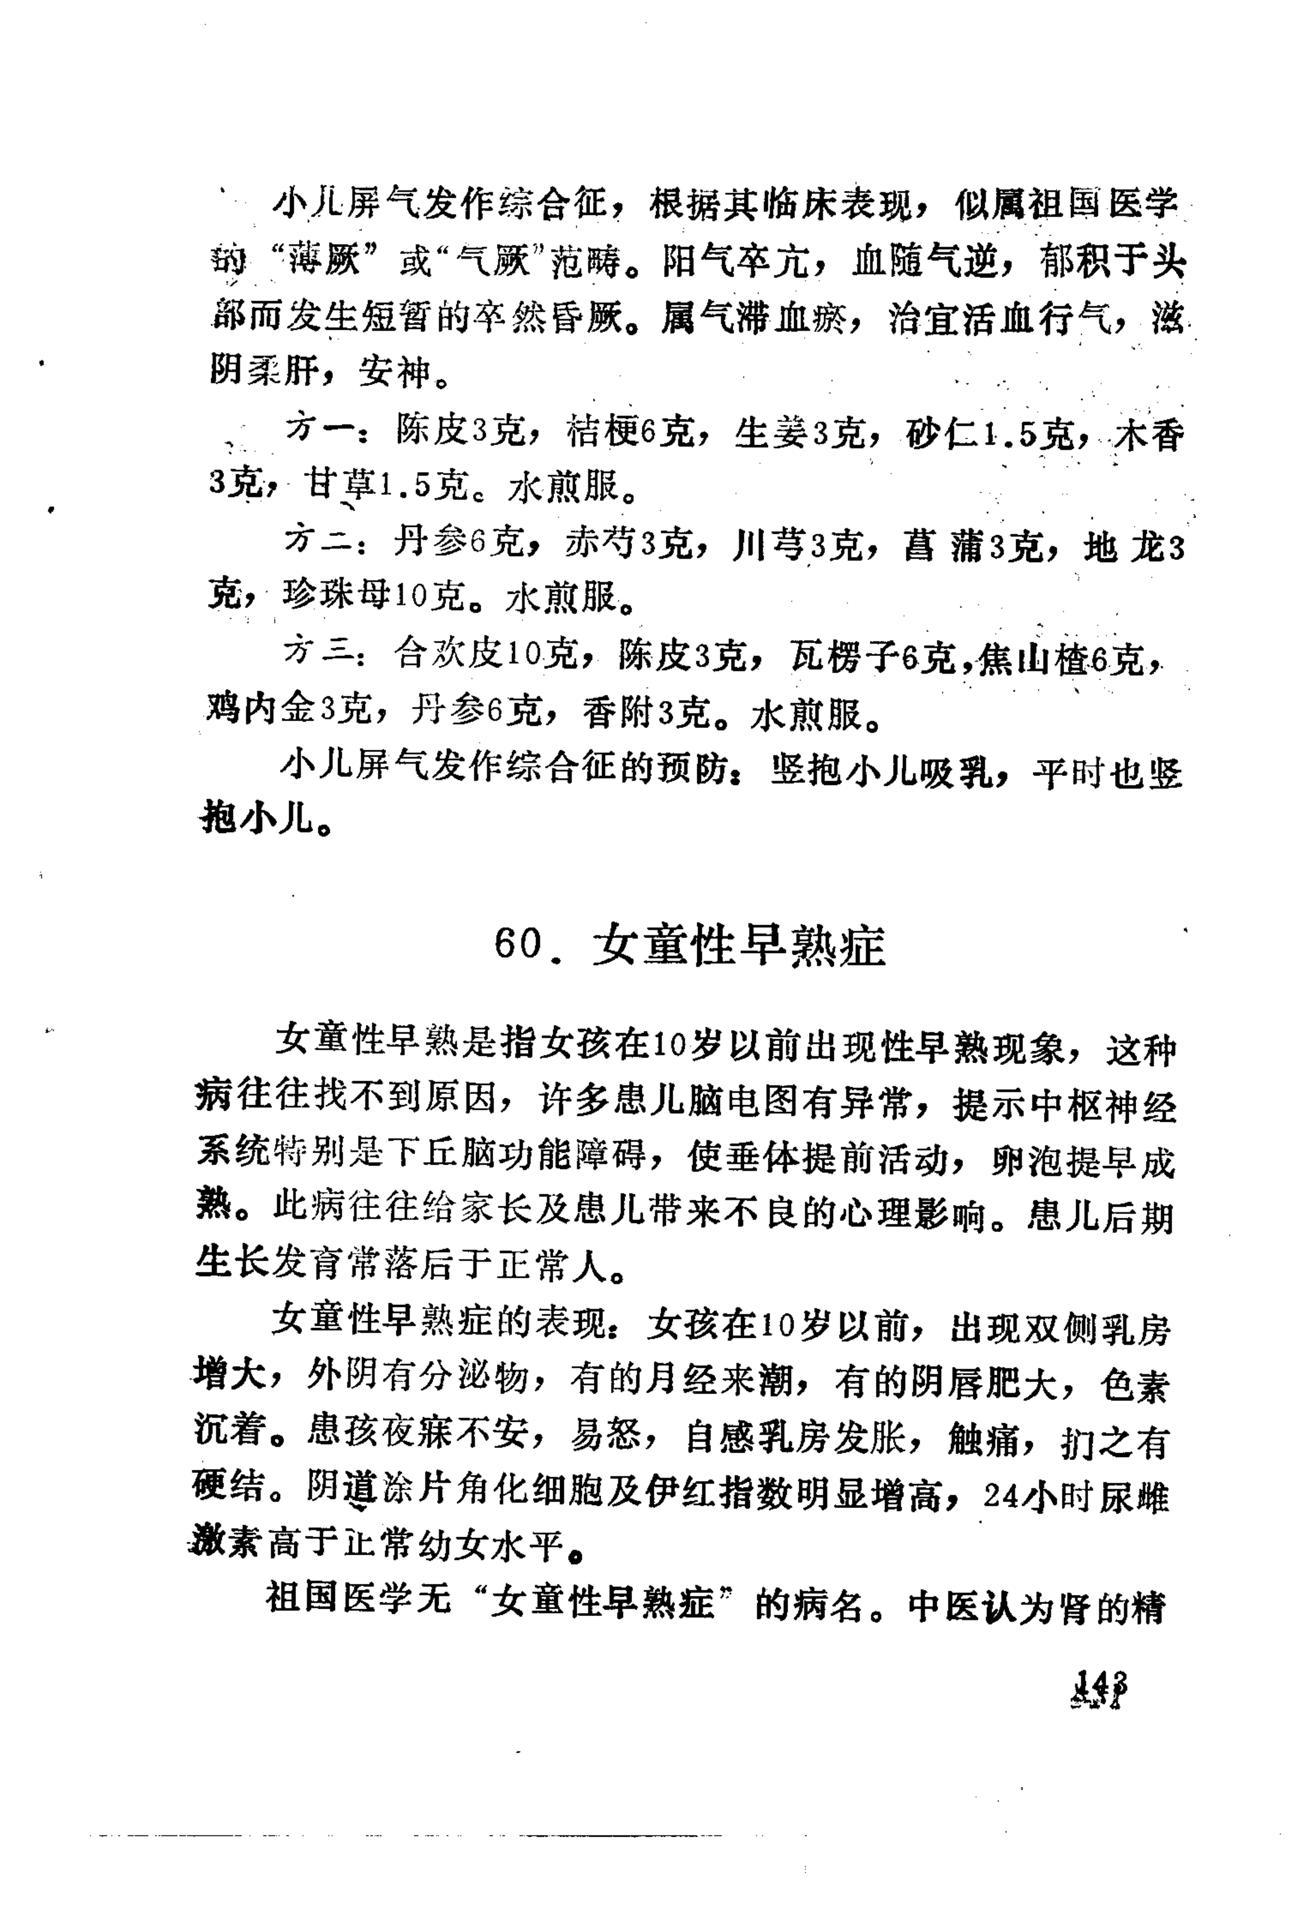 小儿屏气发作综合征，根据其临床表现，似属祖国医学
的“薄厥”或“气厥”范畴。阳气卒亢，血随气逆，郁积于头
部而发生短暂的卒然昏厥。属气滞血瘀，治宜活血行气，滋
阴柔肝，安神。
方一：陈皮3克，桔梗6克，生姜3克，砂仁1.5克，木香
3克，甘草1.5克。水煎服。
方二：丹参6克，赤芍3克，川芎3克，菖蒲3克，地龙3
克，珍珠母10克。水煎服。
方三：合欢皮10克，陈皮3克，瓦楞子6克，焦山楂6克，
鸡内金3克，丹参6克，香附3克。水煎服。
小儿屏气发作综合征的预防：竖抱小儿吸乳，平时也竖
抱小儿。
60．女童性早熟症
女童性早熟是指女孩在10岁以前出现性早熟现象，这种
病往往找不到原因，许多患儿脑电图有异常，提示中枢神经
系统特别是下丘脑功能障碍，使垂体提前活动，卵泡提早成
熟。此病往往给家长及患儿带来不良的心理影响。患儿后期
生长发育常落后于正常人。
女童性早熟症的表现：女孩在10岁以前，出现双侧乳房
增大，外阴有分泌物，有的月经来潮，有的阴唇肥大，色素
沉着。患孩夜寐不安，易怒，自感乳房发胀，触痛，扪之有
硬结。阴道涂片角化细胞及伊红指数明显增高，24小时尿雌
激素高于正常幼女水平。
祖国医学无“女童性早熟症”的病名。中医认为肾的精
143